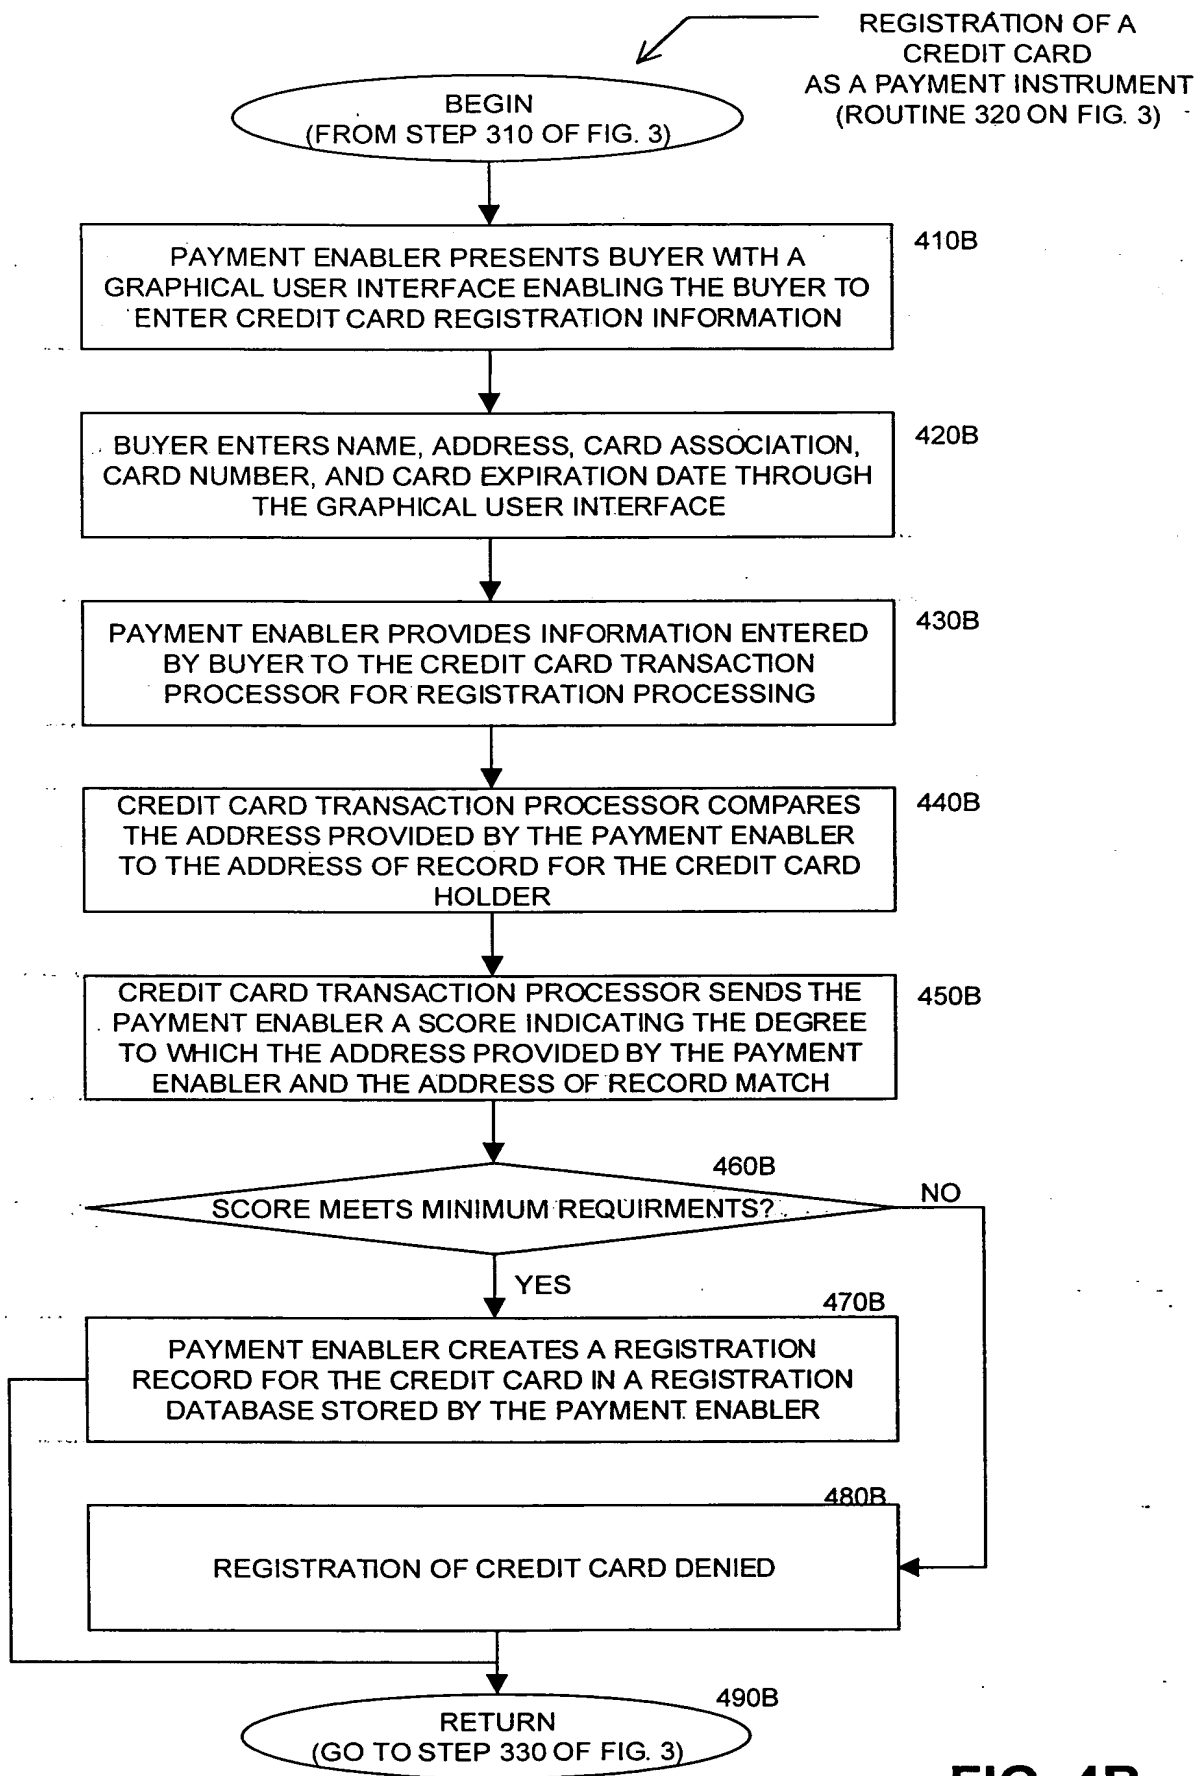 REGISTRATION OF A
CREDIT CARD
AS A PAYMENT INSTRUMENT
(ROUTINE 320 ON FIG. 3)
BEGIN
(FROM STEP 310 OF FIG. 3)
410B
PAYMENT ENABLER PRESENTS BUYER WITH A
GRAPHICAL USER INTERFACE ENABLING THE BUYER TO
ENTER CREDIT CARD REGISTRATION INFORMATION
420B
BUYER ENTERS NAME, ADDRESS, CARD ASSOCIATION,
CARD NUMBER, AND CARD EXPIRATION DATE THROUGH
THE GRAPHICAL USER INTERFACE
430B
PAYMENT ENABLER PROVIDES INFORMATION ENTERED
BY BUYER TO THE CREDIT CARD TRANSACTION
PROCESSOR FOR REGISTRATION PROCESSING
440B
CREDIT CARD TRANSACTION PROCESSOR COMPARES
THE ADDRESS PROVIDED BY THE PAYMENT ENABLER
TO THE ADDRESS OF RECORD FOR THE CREDIT CARD
HOLDER
450B
CREDIT CARD TRANSACTION PROCESSOR SENDS THE
PAYMENT ENABLER A SCORE INDICATING THE DEGREE
TO WHICH THE ADDRESS PROVIDED BY THE PAYMENT
ENABLER AND THE ADDRESS OF RECORD MATCH
460B
SCORE MEETS MINIMUM REQUIRMENTS?
NO
YES
470B
PAYMENT ENABLER CREATES A REGISTRATION
RECORD FOR THE CREDIT CARD IN A REGISTRATION
DATABASE STORED BY THE PAYMENT ENABLER
480B
REGISTRATION OF CREDIT CARD DENIED
490B
RETURN
(GO TO STEP 330 OF FIG. 3)
FIG. 4B